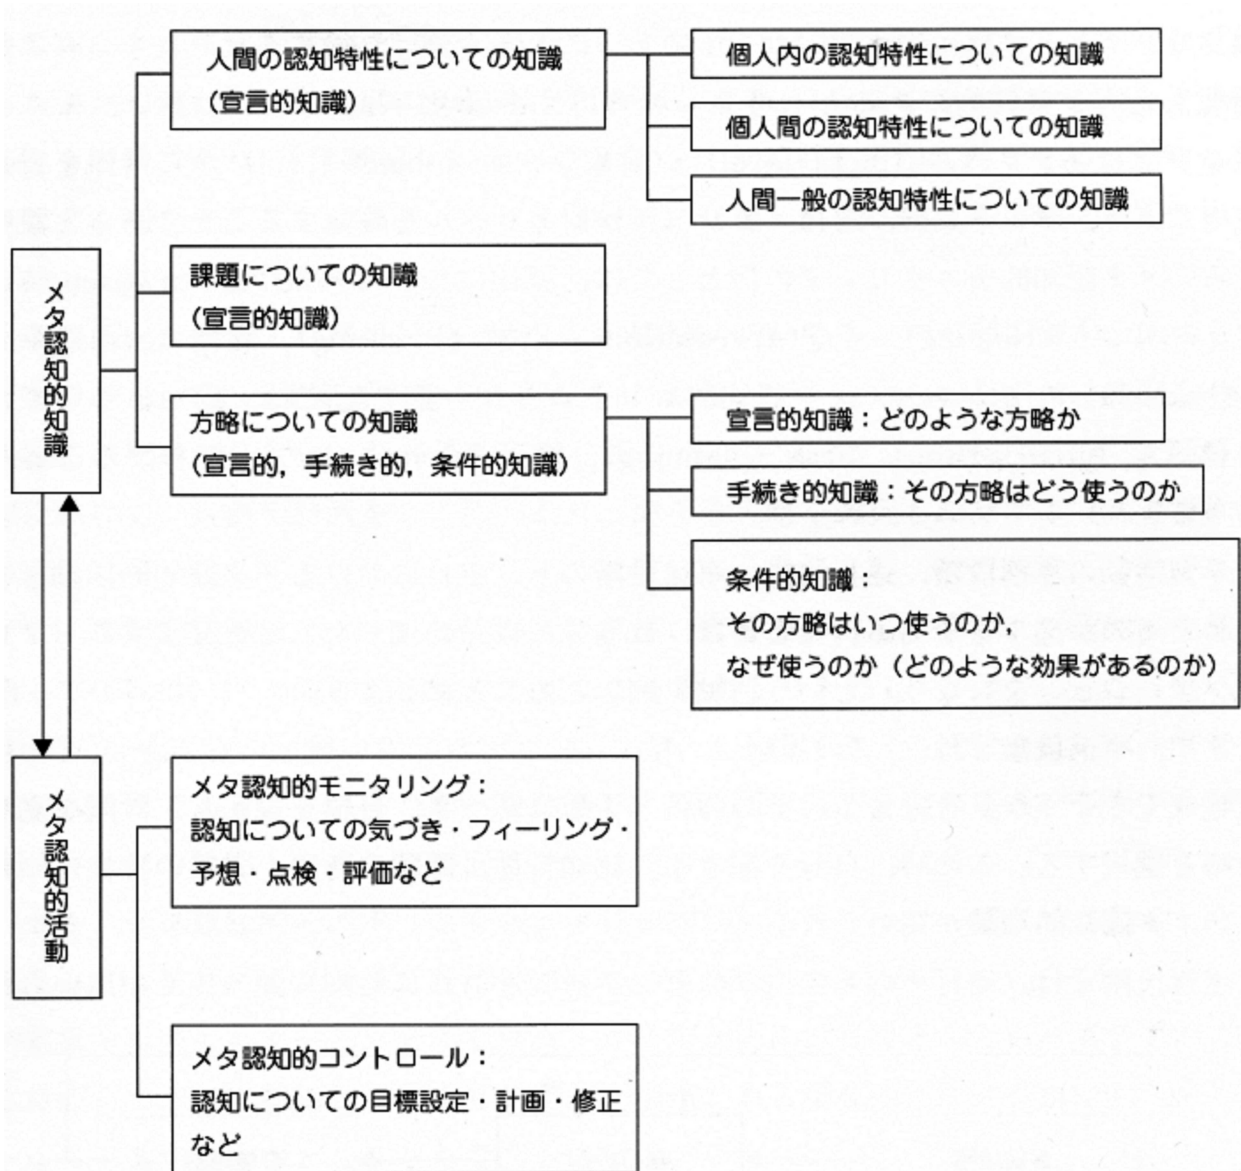 人間の認知特性についての知識
（宣言的知識）
個人内の認知特性についての知識
個人間の認知特性についての知識
人間一般の認知特性についての知識
メタ認知的知識
課題についての知識
（宣言的知識）
方略についての知識
（宣言的，手続き的，条件的知識）
宣言的知識：どのような方略か
手続き的知識：その方略はどう使うのか
条件的知識：
その方略はいつ使うのか，
なぜ使うのか（どのような効果があるのか）
メタ認知的活動
メタ認知的モニタリング：
認知についての気づき・フィーリング・
予想・点検・評価など
メタ認知的コントロール：
認知についての目標設定・計画・修正
など